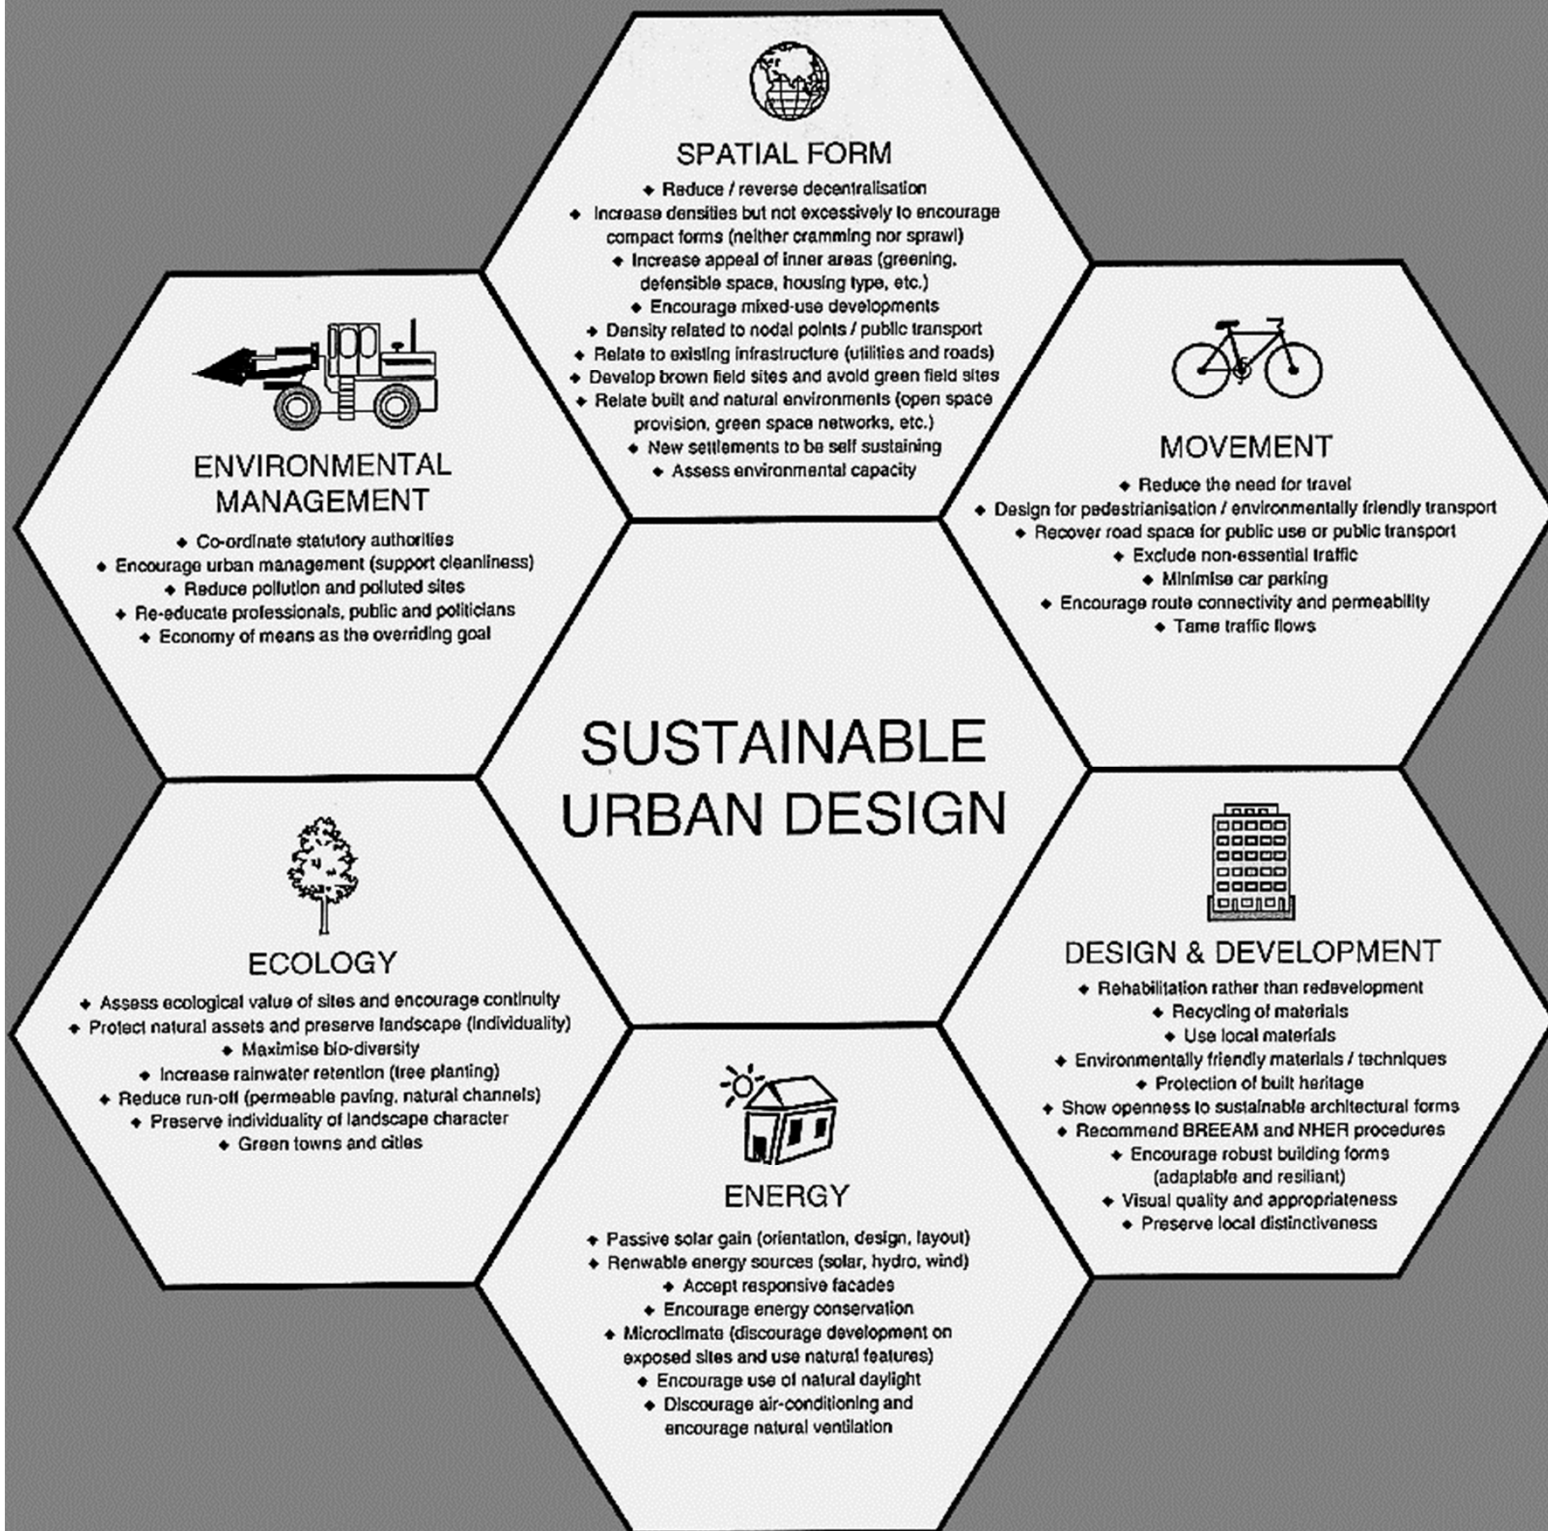 SPATIAL FORM
◆ Reduce / reverse decentralisation
◆ Increase densities but not excessively to encourage
compact forms (neither cramming nor sprawl)
◆ Increase appeal of inner areas (greening,
defensible space, housing type, etc.)
◆ Encourage mixed-use developments
◆ Density related to nodal points / public transport
◆ Relate to existing infrastructure (utilities and roads)
◆ Develop brown field sites and avoid green field sites
◆ Relate built and natural environments (open space
provision, green space networks, etc.)
◆ New settlements to be self sustaining
◆ Assess environmental capacity
MOVEMENT
◆ Reduce the need for travel
◆ Design for pedestrianisation / environmentally friendly transport
◆ Recover road space for public use or public transport
◆ Exclude non-essential traffic
◆ Minimise car parking
◆ Encourage route connectivity and permeability
◆ Tame traffic flows
ENVIRONMENTAL
MANAGEMENT
◆ Co-ordinate statutory authorities
◆ Encourage urban management (support cleanliness)
◆ Reduce pollution and polluted sites
◆ Re-educate professionals, public and politicians
◆ Economy of means as the overriding goal
SUSTAINABLE
URBAN DESIGN
ECOLOGY
◆ Assess ecological value of sites and encourage continuity
◆ Protect natural assets and preserve landscape (individuality)
◆ Maximise bio-diversity
◆ Increase rainwater retention (tree planting)
◆ Reduce run-off (permeable paving, natural channels)
◆ Preserve individuality of landscape character
◆ Green towns and cities
DESIGN & DEVELOPMENT
◆ Rehabilitation rather than redevelopment
◆ Recycling of materials
◆ Use local materials
◆ Environmentally friendly materials / techniques
◆ Protection of built heritage
◆ Show openness to sustainable architectural forms
◆ Recommend BREEAM and NHER procedures
◆ Encourage robust building forms
(adaptable and resiliant)
◆ Visual quality and appropriateness
◆ Preserve local distinctiveness
ENERGY
◆ Passive solar gain (orientation, design, layout)
◆ Renwable energy sources (solar, hydro, wind)
◆ Accept responsive facades
◆ Encourage energy conservation
◆ Microclimate (discourage development on
exposed sites and use natural features)
◆ Encourage use of natural daylight
◆ Discourage air-conditioning and
encourage natural ventilation